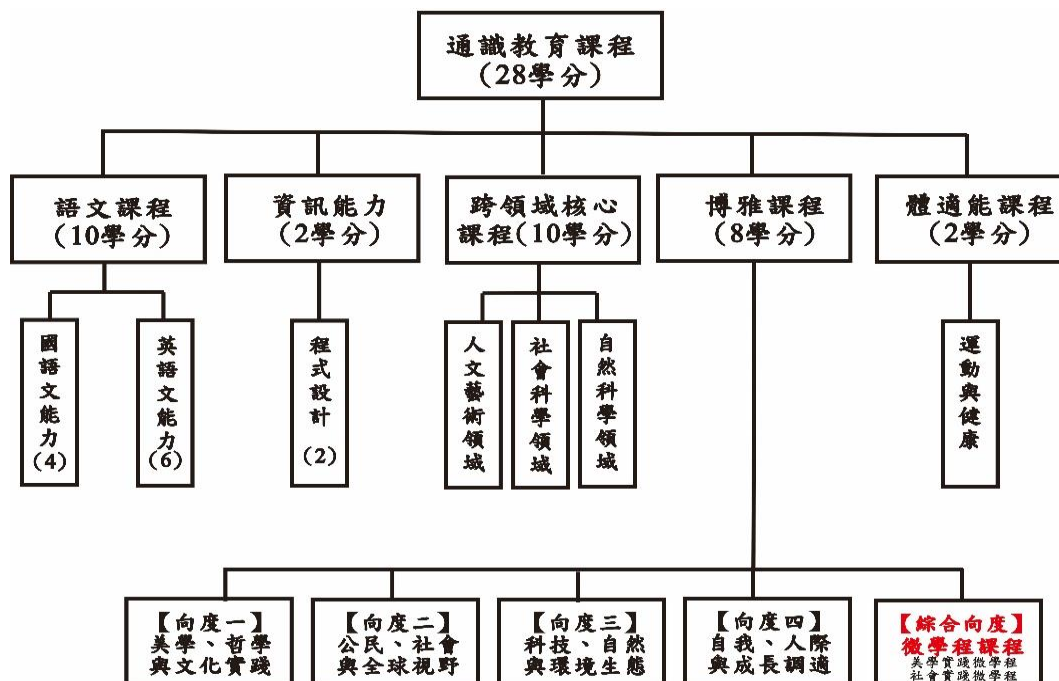 通識教育課程
(28學分)
語文課程
(10學分)
資訊能力
(2學分)
跨領域核心
課程(10學分)
博雅課程
(8學分)
體適能課程
(2學分)
國語文能力(4)
英語文能力(6)
程式設計(2)
人文藝術領域
社會科學領域
自然科學領域
運動與健康
【向度一】
美學、哲學
與文化實踐
【向度二】
公民、社會
與全球視野
【向度三】
科技、自然
與環境生態
【向度四】
自我、人際
與成長調適
【綜合向度】
微學程課程
美學實踐微學程
社會實踐微學程